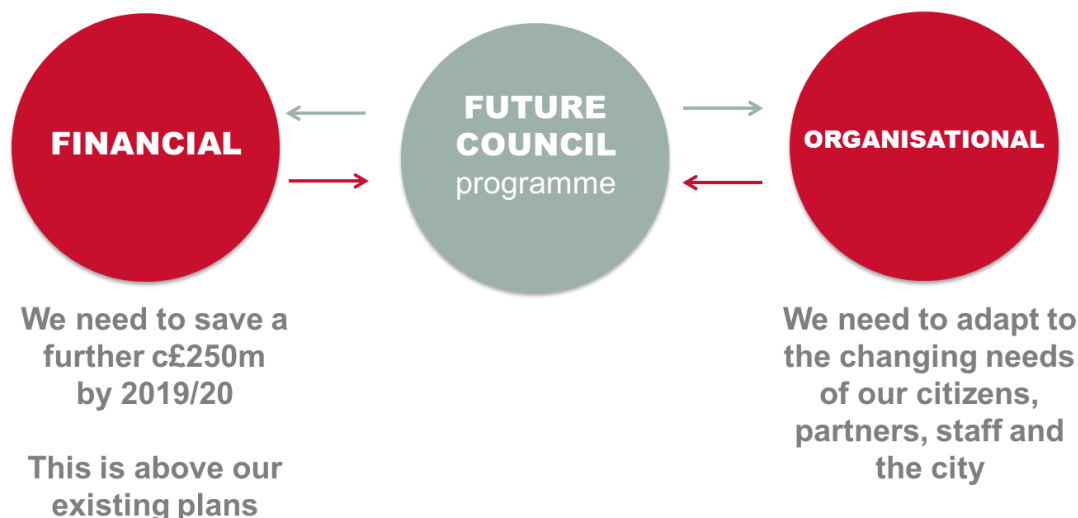 FINANCIAL
We need to save a
further c£250m
by 2019/20
This is above our
existing plans
FUTURE
COUNCIL
programme
ORGANISATIONAL
We need to adapt to
the changing needs
of our citizens,
partners, staff and
the city